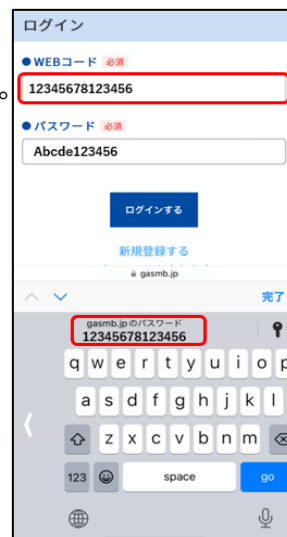 ログイン
●WEBコード 必須
12345678123456
●パスワード 必須
Abcde123456
ログインする
新規登録する
gasmb.jp
完了
gasmb.jpのパスワード
12345678123456
q w e r t y u i o p
a s d f g h j k l
z x c v b n m
123 space go